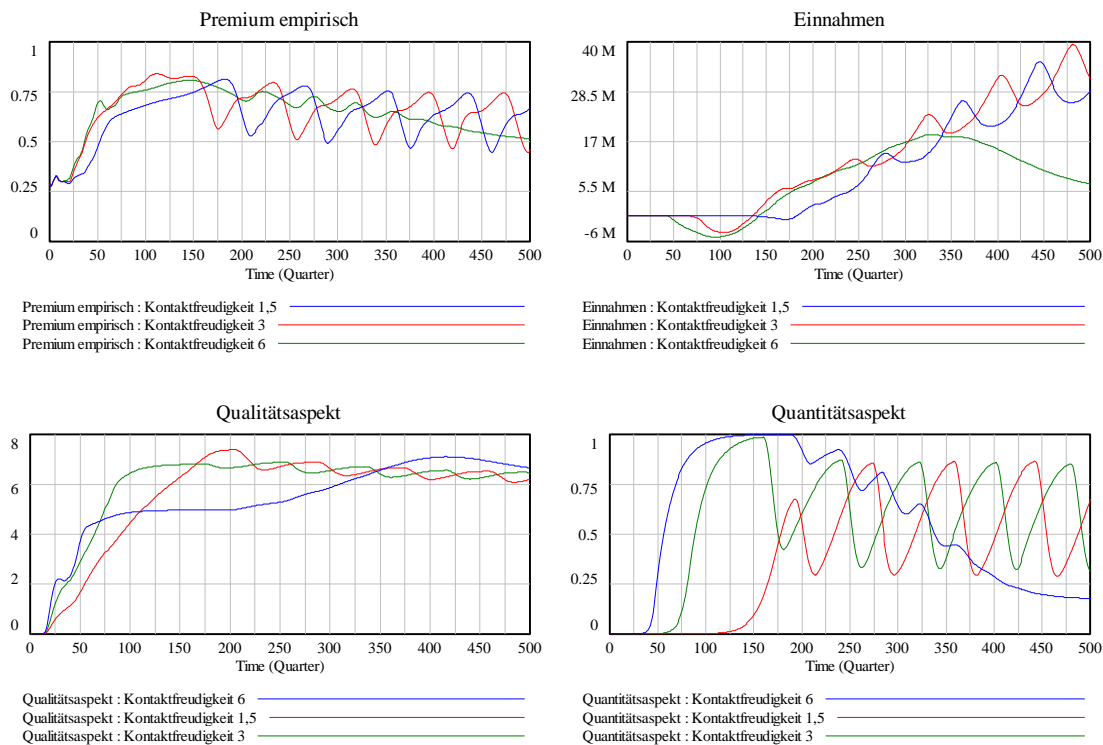 Premium empirisch
1
0.75
0.5
0.25
0
0 50 100 150 200 250 300 350 400 450 500
Time (Quarter)
Premium empirisch : Kontaktfreudigkeit 1,5
Premium empirisch : Kontaktfreudigkeit 3
Premium empirisch : Kontaktfreudigkeit 6
Einnahmen
40 M
28.5 M
17 M
5.5 M
-6 M
0 50 100 150 200 250 300 350 400 450 500
Time (Quarter)
Einnahmen : Kontaktfreudigkeit 1,5
Einnahmen : Kontaktfreudigkeit 3
Einnahmen : Kontaktfreudigkeit 6
Qualitätsaspekt
8
6
4
2
0
0 50 100 150 200 250 300 350 400 450 500
Time (Quarter)
Qualitätsaspekt : Kontaktfreudigkeit 6
Qualitätsaspekt : Kontaktfreudigkeit 1,5
Qualitätsaspekt : Kontaktfreudigkeit 3
Quantitätsaspekt
1
0.75
0.5
0.25
0
0 50 100 150 200 250 300 350 400 450 500
Time (Quarter)
Quantitätsaspekt : Kontaktfreudigkeit 6
Quantitätsaspekt : Kontaktfreudigkeit 1,5
Quantitätsaspekt : Kontaktfreudigkeit 3